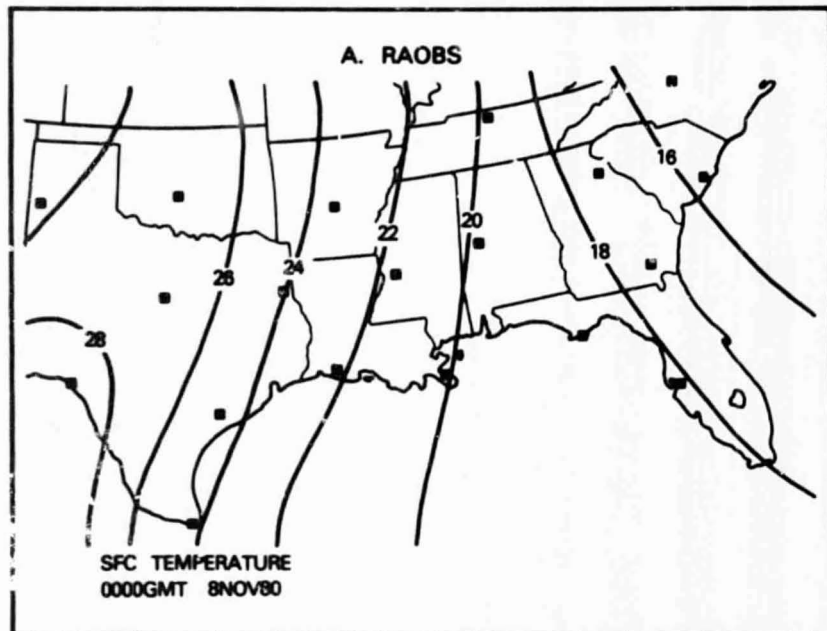 A. RAOBS
16
20
22
18
24
26
28
SFC TEMPERATURE
0000GMT 8NOV80